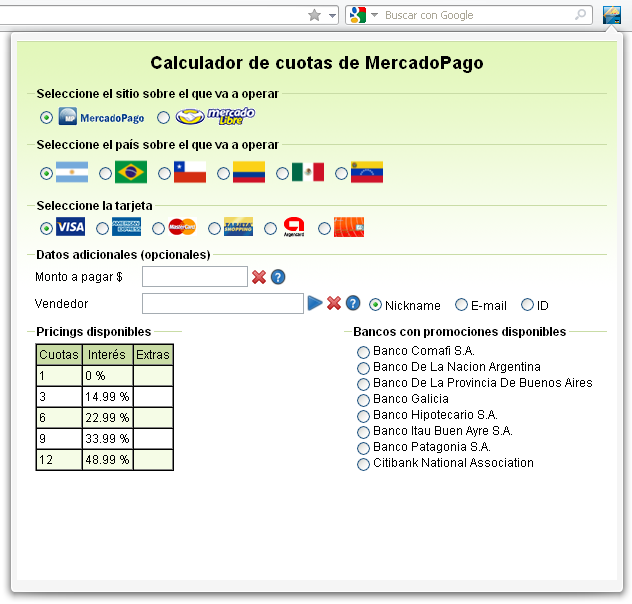 Buscar con Google
Calculador de cuotas de MercadoPago
Seleccione el sitio sobre el que va a operar
MP MercadoPago mercado libre
Seleccione el país sobre el que va a operar
Seleccione la tarjeta
VISA AMERICAN EXPRESS MasterCard TARJETA SHOPPING Argencard
Datos adicionales (opcionales)
Monto a pagar $
Vendedor Nickname E-mail ID
Pricings disponibles Bancos con promociones disponibles
Cuotas Interés Extras
1 0 %
3 14.99 %
6 22.99 %
9 33.99 %
12 48.99 %
Banco Comafi S.A.
Banco De La Nacion Argentina
Banco De La Provincia De Buenos Aires
Banco Galicia
Banco Hipotecario S.A.
Banco Itau Buen Ayre S.A.
Banco Patagonia S.A.
Citibank National Association